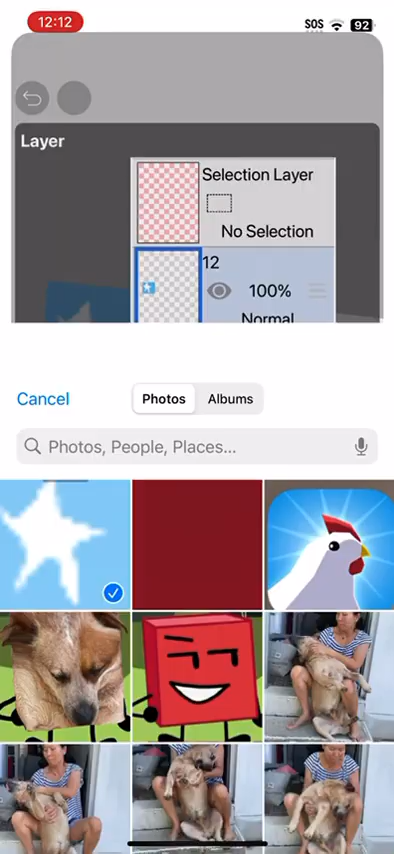 12:12
SOS
92
Layer
Selection Layer
No Selection
12
100%
Normal
Cancel
Photos
Albums
Photos, People, Places...